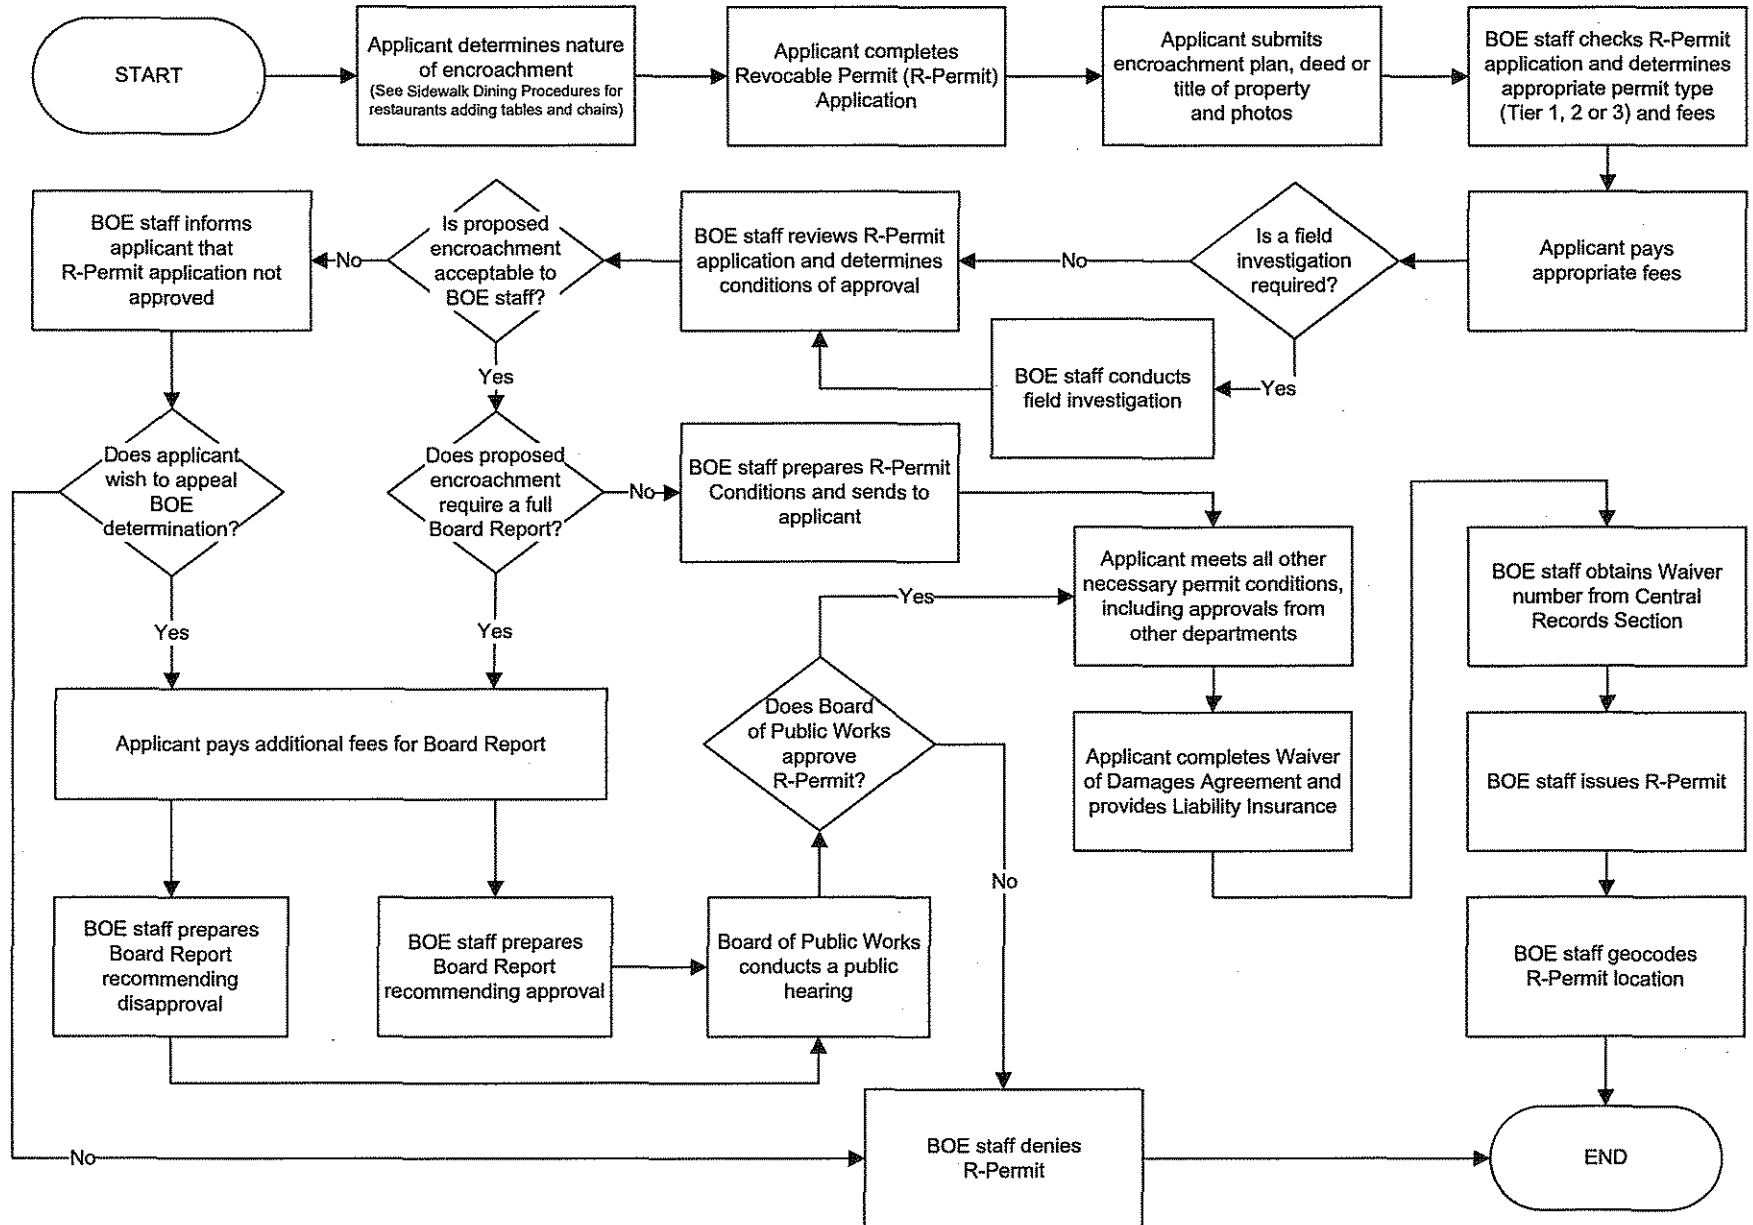 START
Applicant determines nature
of encroachment
(See Sidewalk Dining Procedures for
restaurants adding tables and chairs)
Applicant completes
Revocable Permit (R-Permit)
Application
Applicant submits
encroachment plan, deed or
title of property
and photos
BOE staff checks R-Permit
application and determines
appropriate permit type
(Tier 1, 2 or 3) and fees
Applicant pays
appropriate fees
Is a field
investigation
required?
No
Yes
BOE staff conducts
field investigation
BOE staff reviews R-Permit
application and determines
conditions of approval
Is proposed
encroachment
acceptable to
BOE staff?
No
Yes
BOE staff informs
applicant that
R-Permit application not
approved
Does applicant
wish to appeal
BOE
determination?
Yes
No
Does proposed
encroachment
require a full
Board Report?
No
Yes
BOE staff prepares R-Permit
Conditions and sends to
applicant
Applicant pays additional fees for Board Report
BOE staff prepares
Board Report
recommending
disapproval
BOE staff prepares
Board Report
recommending approval
Board of Public Works
conducts a public
hearing
Does Board
of Public Works
approve
R-Permit?
Yes
No
Applicant meets all other
necessary permit conditions,
including approvals from
other departments
Applicant completes Waiver
of Damages Agreement and
provides Liability Insurance
BOE staff obtains Waiver
number from Central
Records Section
BOE staff issues R-Permit
BOE staff geocodes
R-Permit location
BOE staff denies
R-Permit
END